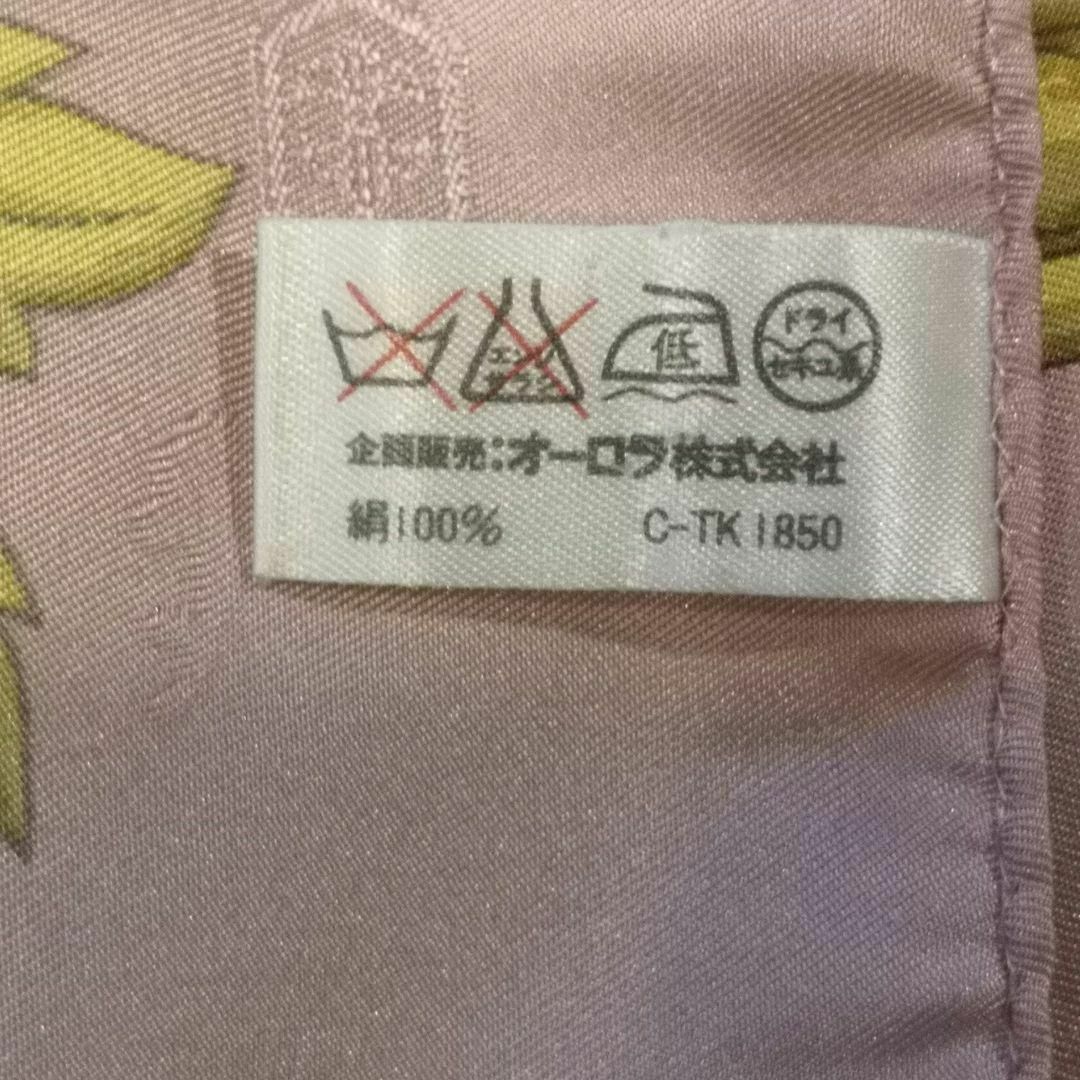 エンソ
サラシ
低
ドライ
セキユ系
企画販売:オーロラ株式会社
絹100%
C-TK1850